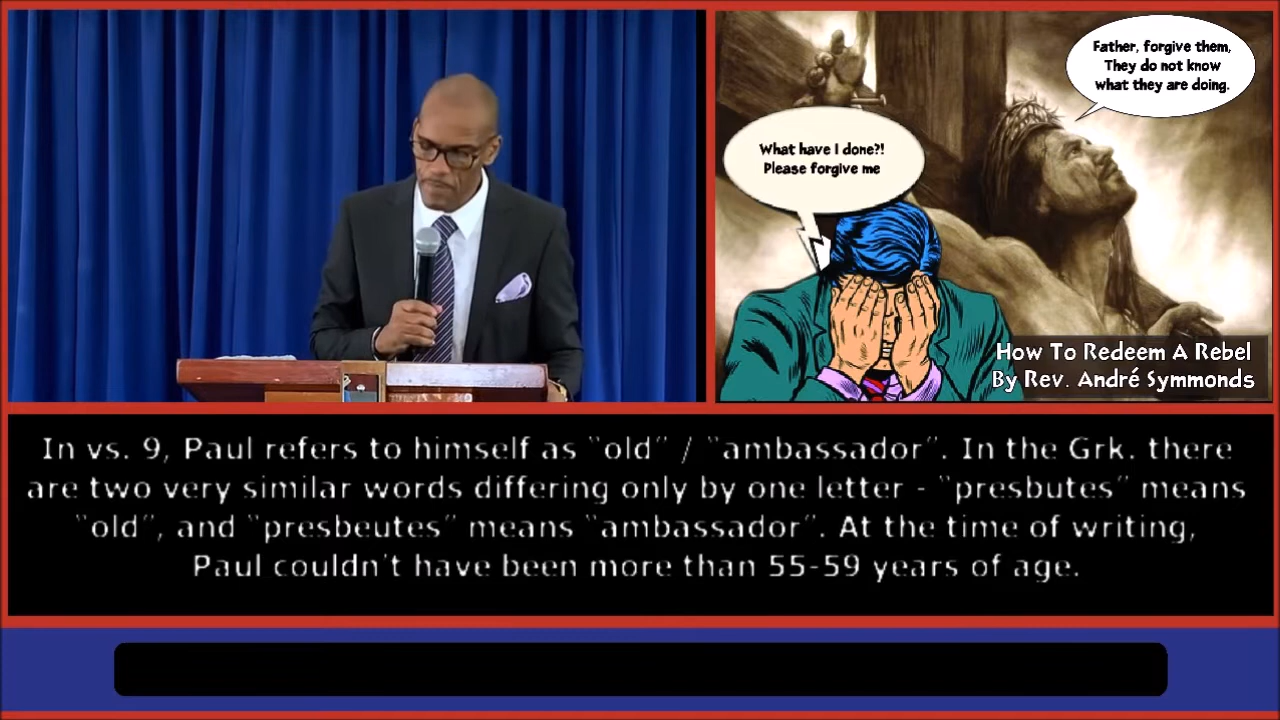 Father, forgive them,
They do not know
what they are doing.
What have I done?!
Please forgive me
How To Redeem A Rebel
By Rev. André Symmonds
In vs. 9, Paul refers to himself as "old" / "ambassador". In the Grk. there
are two very similar words differing only by one letter - "presbutes" means
"old", and "presbeutes" means "ambassador". At the time of writing,
Paul couldn't have been more than 55-59 years of age.